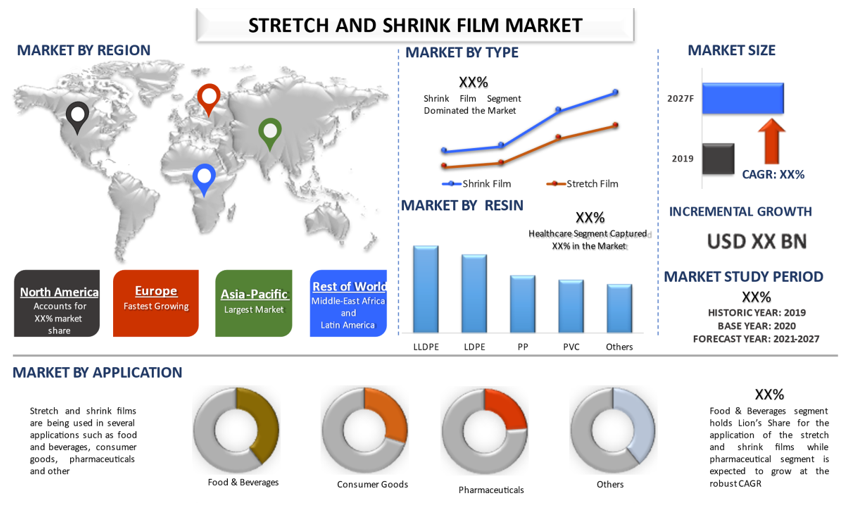 STRETCH AND SHRINK FILM MARKET
MARKET BY REGION
North America
Accounts for
XX% market
share
Europe
Fastest Growing
Asia-Pacific
Largest Market
Rest of World
Middle-East Africa
and
Latin America
MARKET BY TYPE
XX%
Shrink Film Segment
Dominated the Market
Shrink Film
Stretch Film
MARKET BY RESIN
XX%
Healthcare Segment Captured
XX% in the Market
LLDPE
LDPE
PP
PVC
Others
MARKET SIZE
2027F
2019
CAGR: XX%
INCREMENTAL GROWTH
USD XX BN
MARKET STUDY PERIOD
XX%
HISTORIC YEAR: 2019
BASE YEAR: 2020
FORECAST YEAR: 2021-2027
MARKET BY APPLICATION
Stretch and shrink films
are being used in several
applications such as food
and beverages, consumer
goods, pharmaceuticals
and other
Food & Beverages
Consumer Goods
Pharmaceuticals
Others
XX%
Food & Beverages segment
holds Lion's Share for the
application of the stretch
and shrink films while
pharmaceutical segment is
expected to grow at the
robust CAGR